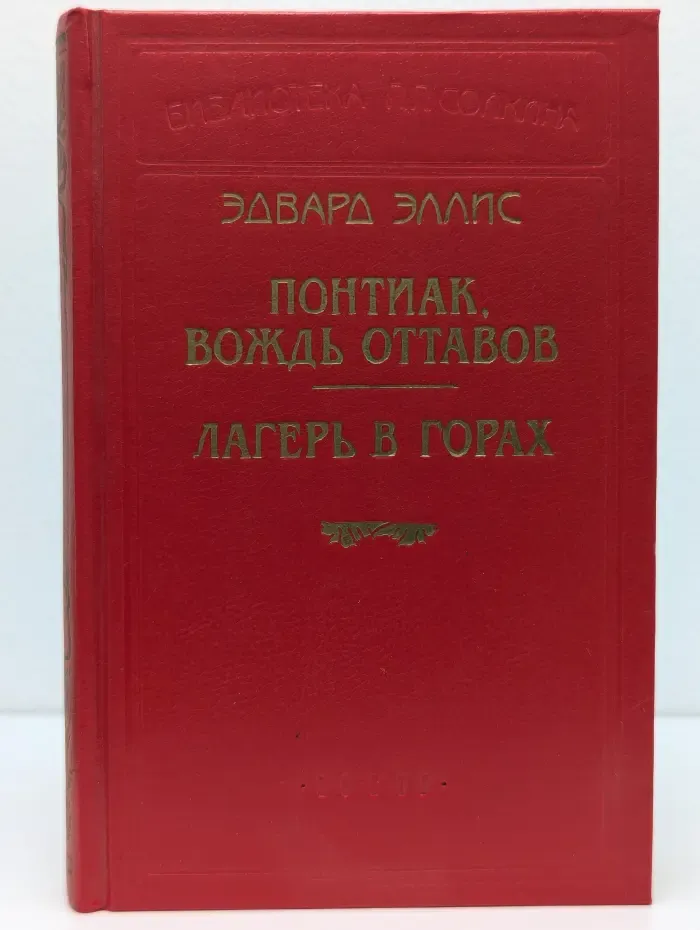 БИБЛИОТЕКА П.П.СОЙКИНА
ЭДВАРД ЭЛЛИС
ПОНТИАК,
ВОЖДЬ ОТТАВОВ
ЛАГЕРЬ В ГОРАХ